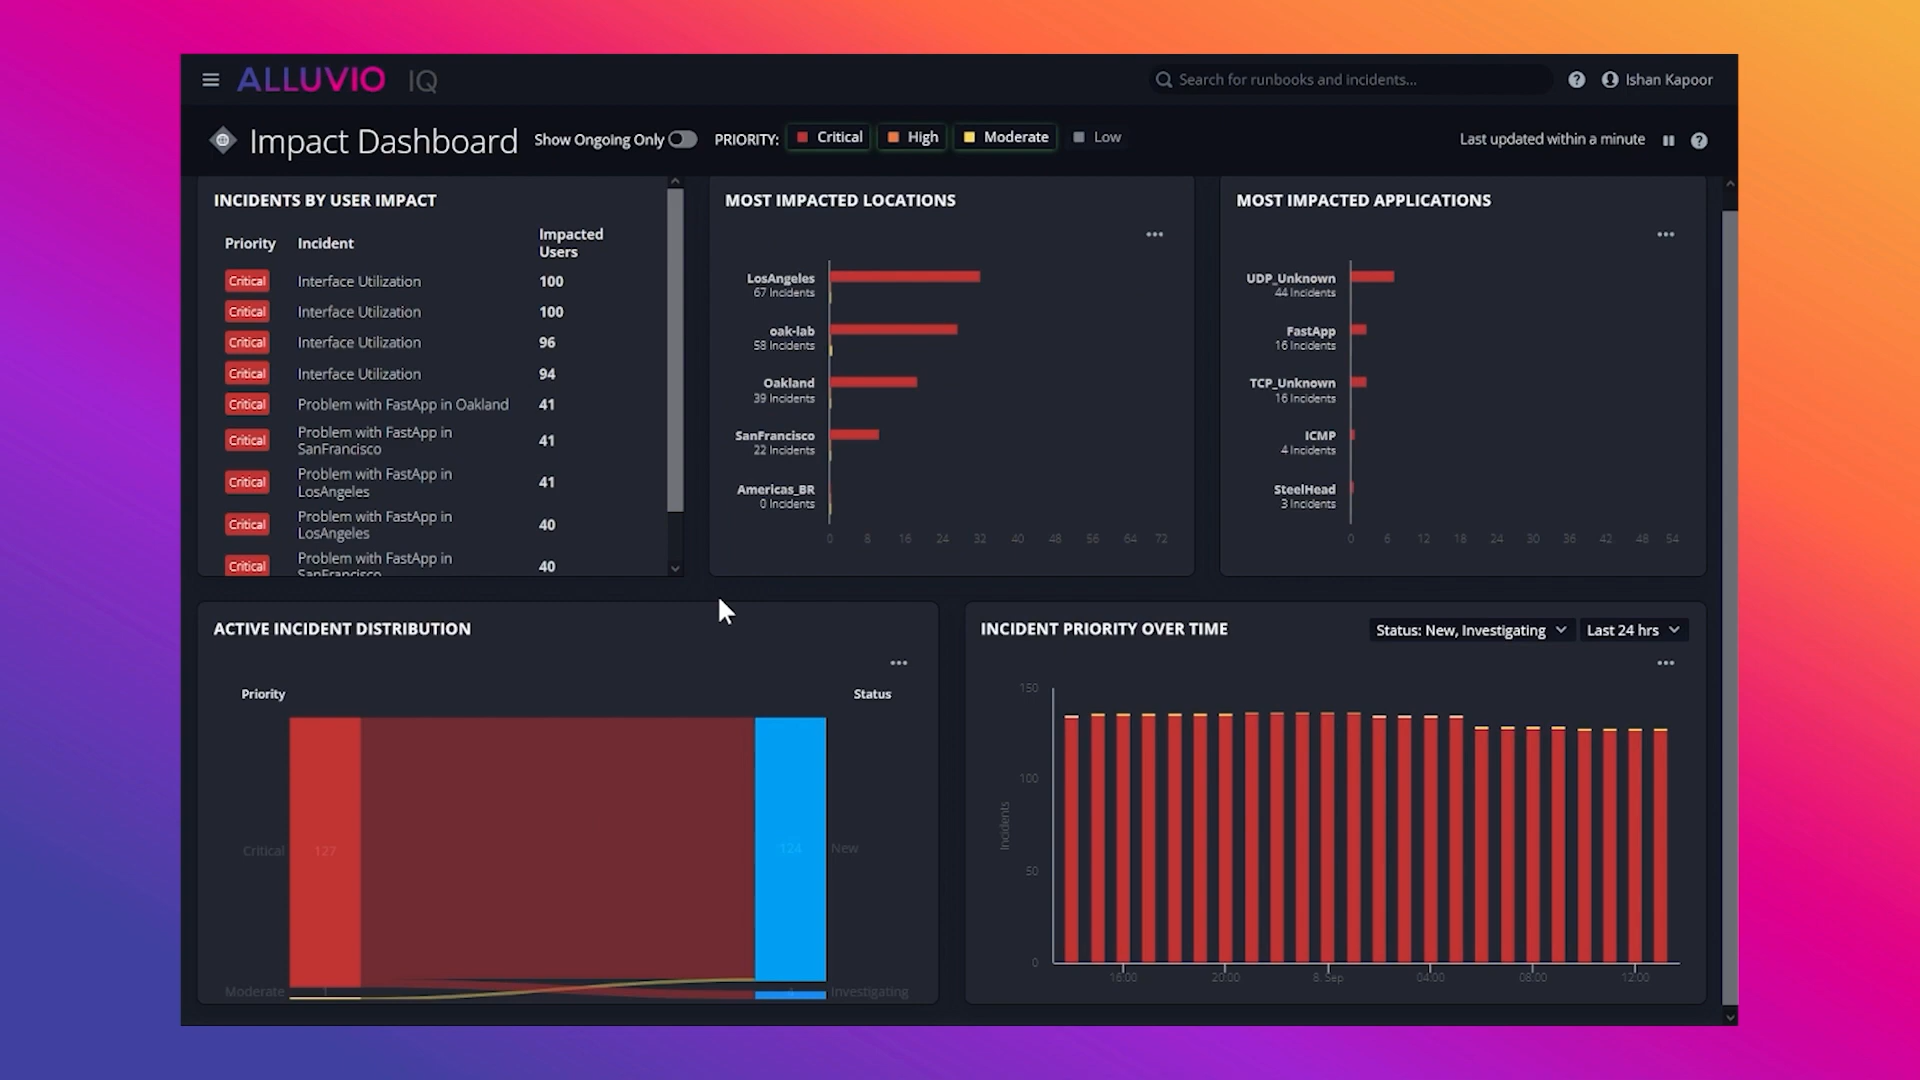 ALLUVIO IQ
Search for runbooks and incidents...
Ishan Kapoor
Impact Dashboard
Show Ongoing Only
PRIORITY:
Critical
High
Moderate
Low
Last updated within a minute
INCIDENTS BY USER IMPACT
Priority Incident Impacted
Users
Critical Interface Utilization 100
Critical Interface Utilization 100
Critical Interface Utilization 96
Critical Interface Utilization 94
Critical Problem with FastApp in Oakland 41
Critical Problem with FastApp in
SanFrancisco 41
Critical Problem with FastApp in
LosAngeles 41
Critical Problem with FastApp in
LosAngeles 40
Critical Problem with FastApp in
SanFrancisco 40
MOST IMPACTED LOCATIONS
LosAngeles
67 Incidents
oak-lab
58 Incidents
Oakland
39 Incidents
SanFrancisco
22 Incidents
Americas_BR
0 Incidents
0 8 16 24 32 40 48 56 64 72
MOST IMPACTED APPLICATIONS
UDP_Unknown
44 Incidents
FastApp
16 Incidents
TCP_Unknown
16 Incidents
ICMP
4 Incidents
SteelHead
3 Incidents
0 6 12 18 24 30 36 42 48 54
ACTIVE INCIDENT DISTRIBUTION
Priority Status
Critical 127 124 New
Moderate 1 4 Investigating
INCIDENT PRIORITY OVER TIME
Status: New, Investigating
Last 24 hrs
150
100
50
0
Incidents
16:00 20:00 8. Sep 04:00 08:00 12:00